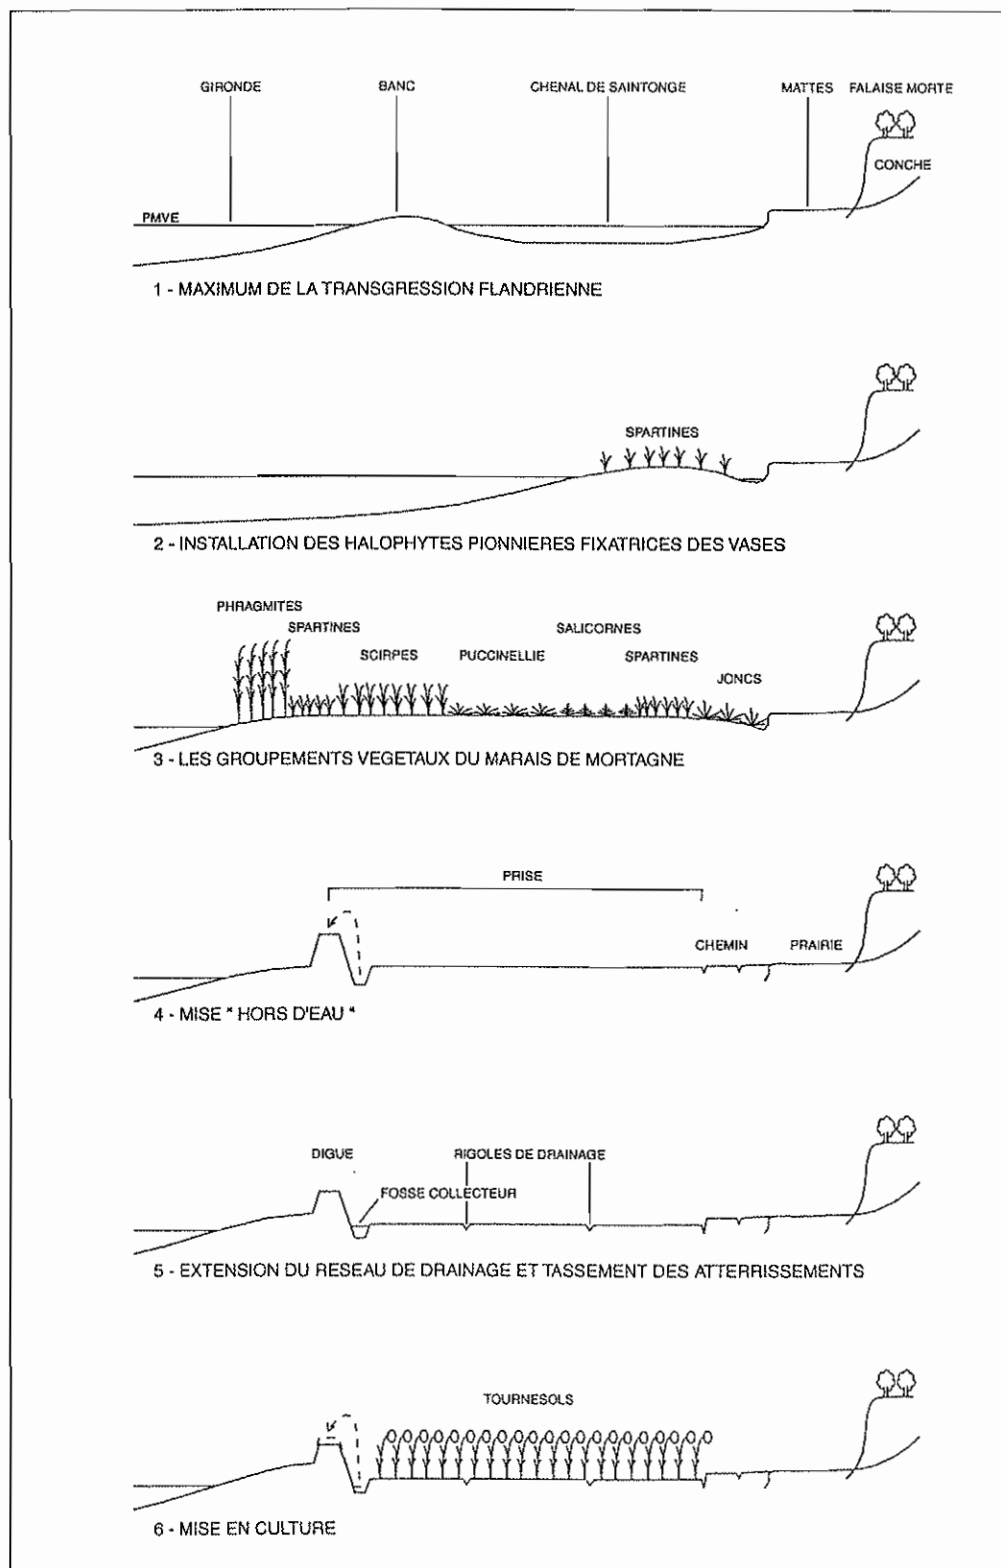 GIRONDE BANC CHENAL DE SAINTONGE MATTES FALAISE MORTE
CONCHE
PMVE
1 - MAXIMUM DE LA TRANSGRESSION FLANDRIENNE
SPARTINES
2 - INSTALLATION DES HALOPHYTES PIONNIERES FIXATRICES DES VASES
PHRAGMITES
SPARTINES SALICORNES
SCIRPES PUCCINELLIE SPARTINES
JONCS
3 - LES GROUPEMENTS VEGETAUX DU MARAIS DE MORTAGNE
PRISE
CHEMIN PRAIRIE
4 - MISE " HORS D'EAU "
DIGUE RIGOLES DE DRAINAGE
FOSSE COLLECTEUR
5 - EXTENSION DU RESEAU DE DRAINAGE ET TASSEMENT DES ATTERRISSEMENTS
TOURNESOLS
6 - MISE EN CULTURE